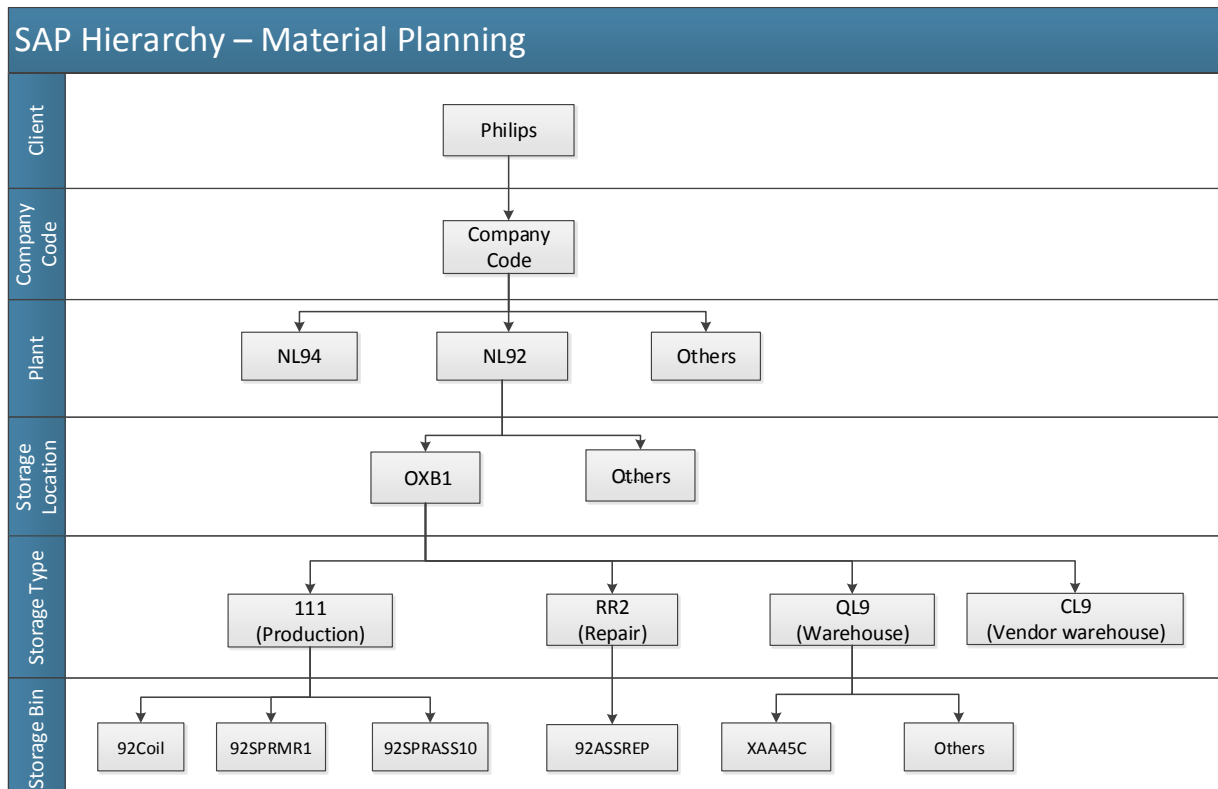 SAP Hierarchy – Material Planning
Client
Philips
Company
Code
Company
Code
Plant
NL94
NL92
Others
Storage
Location
OXB1
Others
Storage Type
111
(Production)
RR2
(Repair)
QL9
(Warehouse)
CL9
(Vendor warehouse)
Storage Bin
92Coil
92SPRMR1
92SPRASS10
92ASSREP
XAA45C
Others